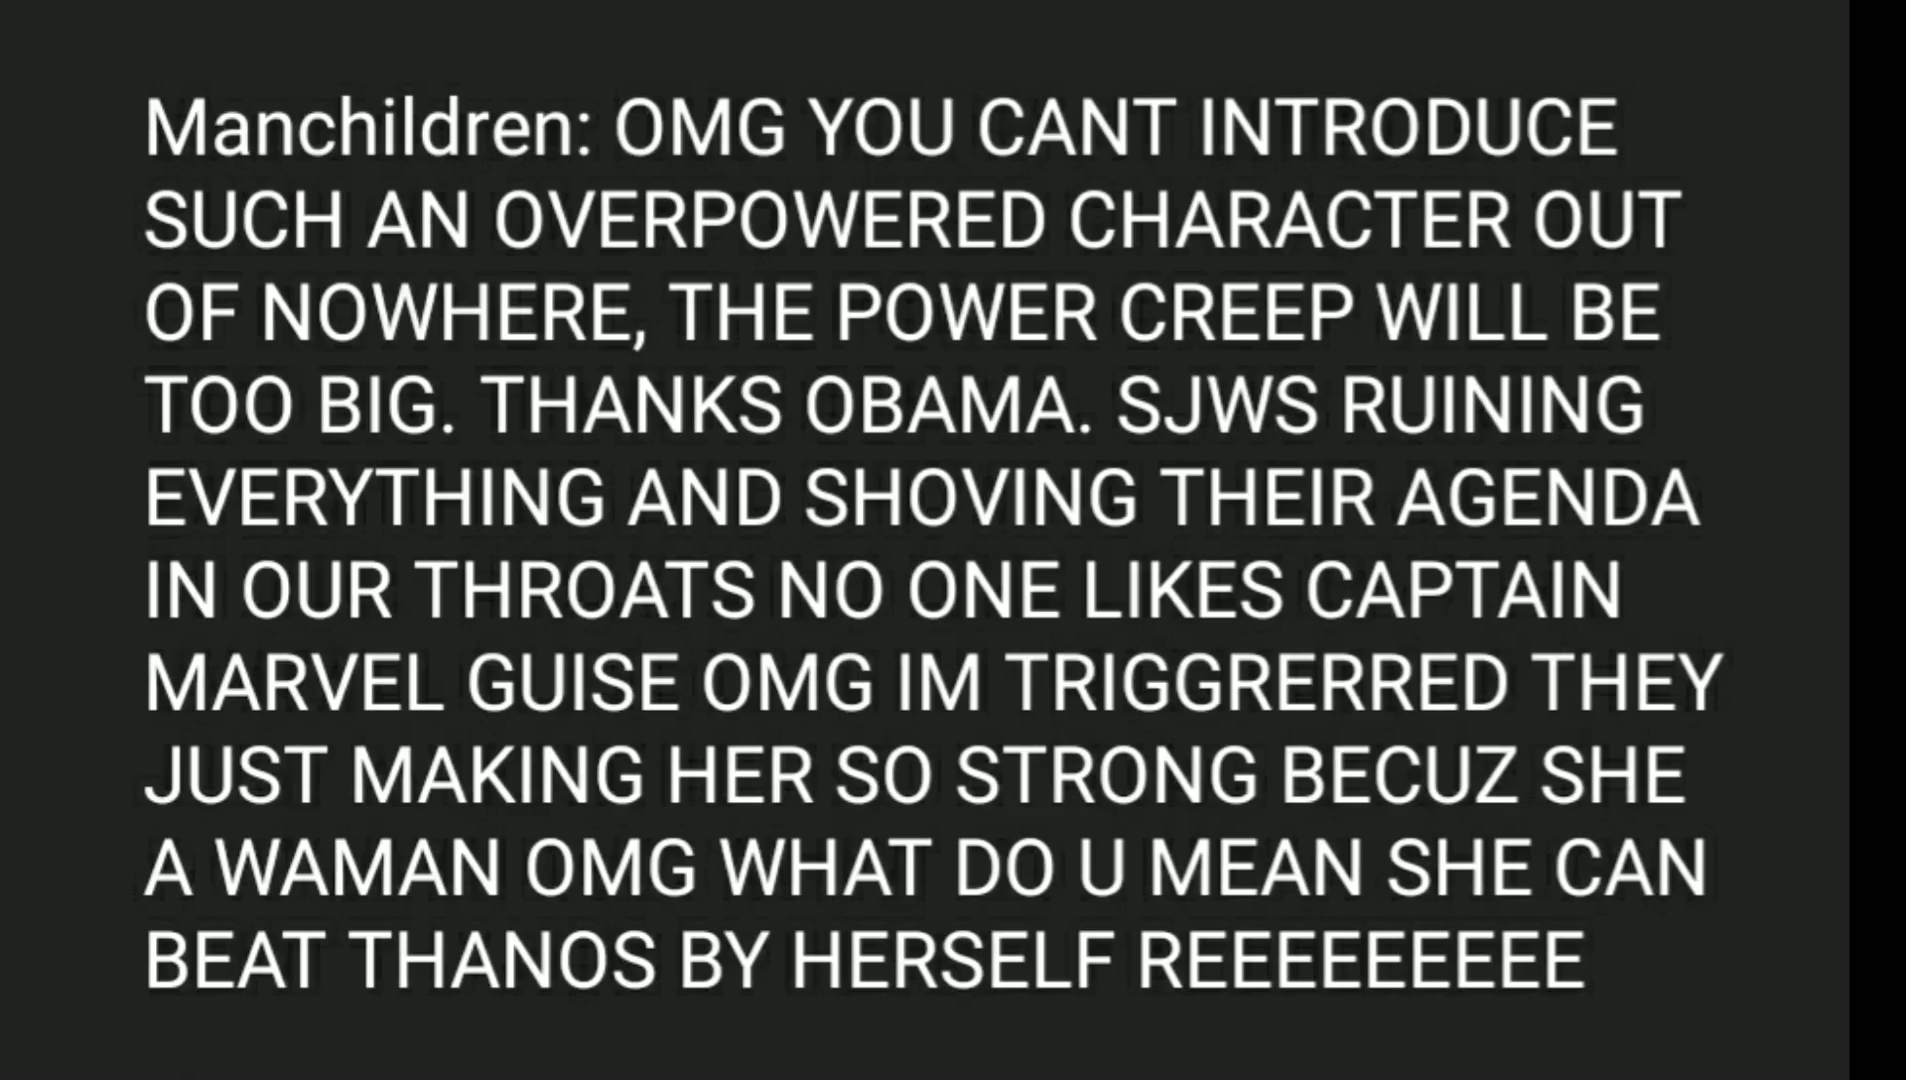 Manchildren: OMG YOU CANT INTRODUCE
SUCH AN OVERPOWERED CHARACTER OUT
OF NOWHERE, THE POWER CREEP WILL BE
TOO BIG. THANKS OBAMA. SJWS RUINING
EVERYTHING AND SHOVING THEIR AGENDA
IN OUR THROATS NO ONE LIKES CAPTAIN
MARVEL GUISE OMG IM TRIGGRERRED THEY
JUST MAKING HER SO STRONG BECUZ SHE
A WAMAN OMG WHAT DO U MEAN SHE CAN
BEAT THANOS BY HERSELF REEEEEEEEE